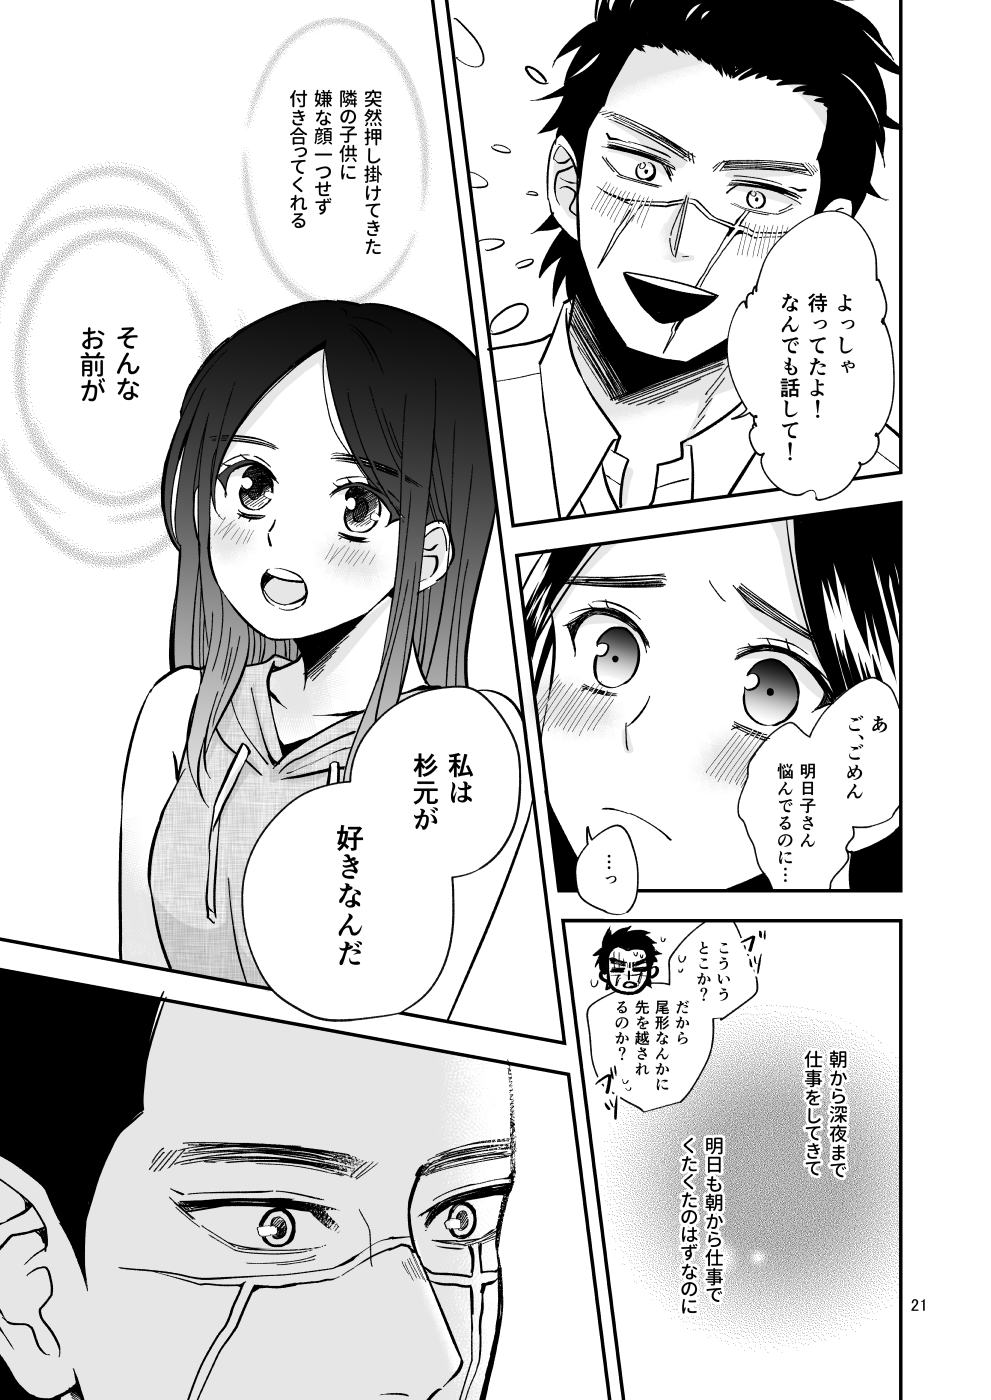 よっしゃ
待ってたよ!
なんでも話して!
あ
ご、ごめん
明日子さん
悩んでるのに…
…っ
ブツ
こういう
とこか?
だから
尾形なんかに
先を越され
るのか?
ブツ
朝から深夜まで
仕事をしてきて
明日も朝から仕事で
くたくたのはずなのに
突然押し掛けてきた
隣の子供に
嫌な顔一つせず
付き合ってくれる
そんな
お前が
私は
杉元が
好きなんだ
21